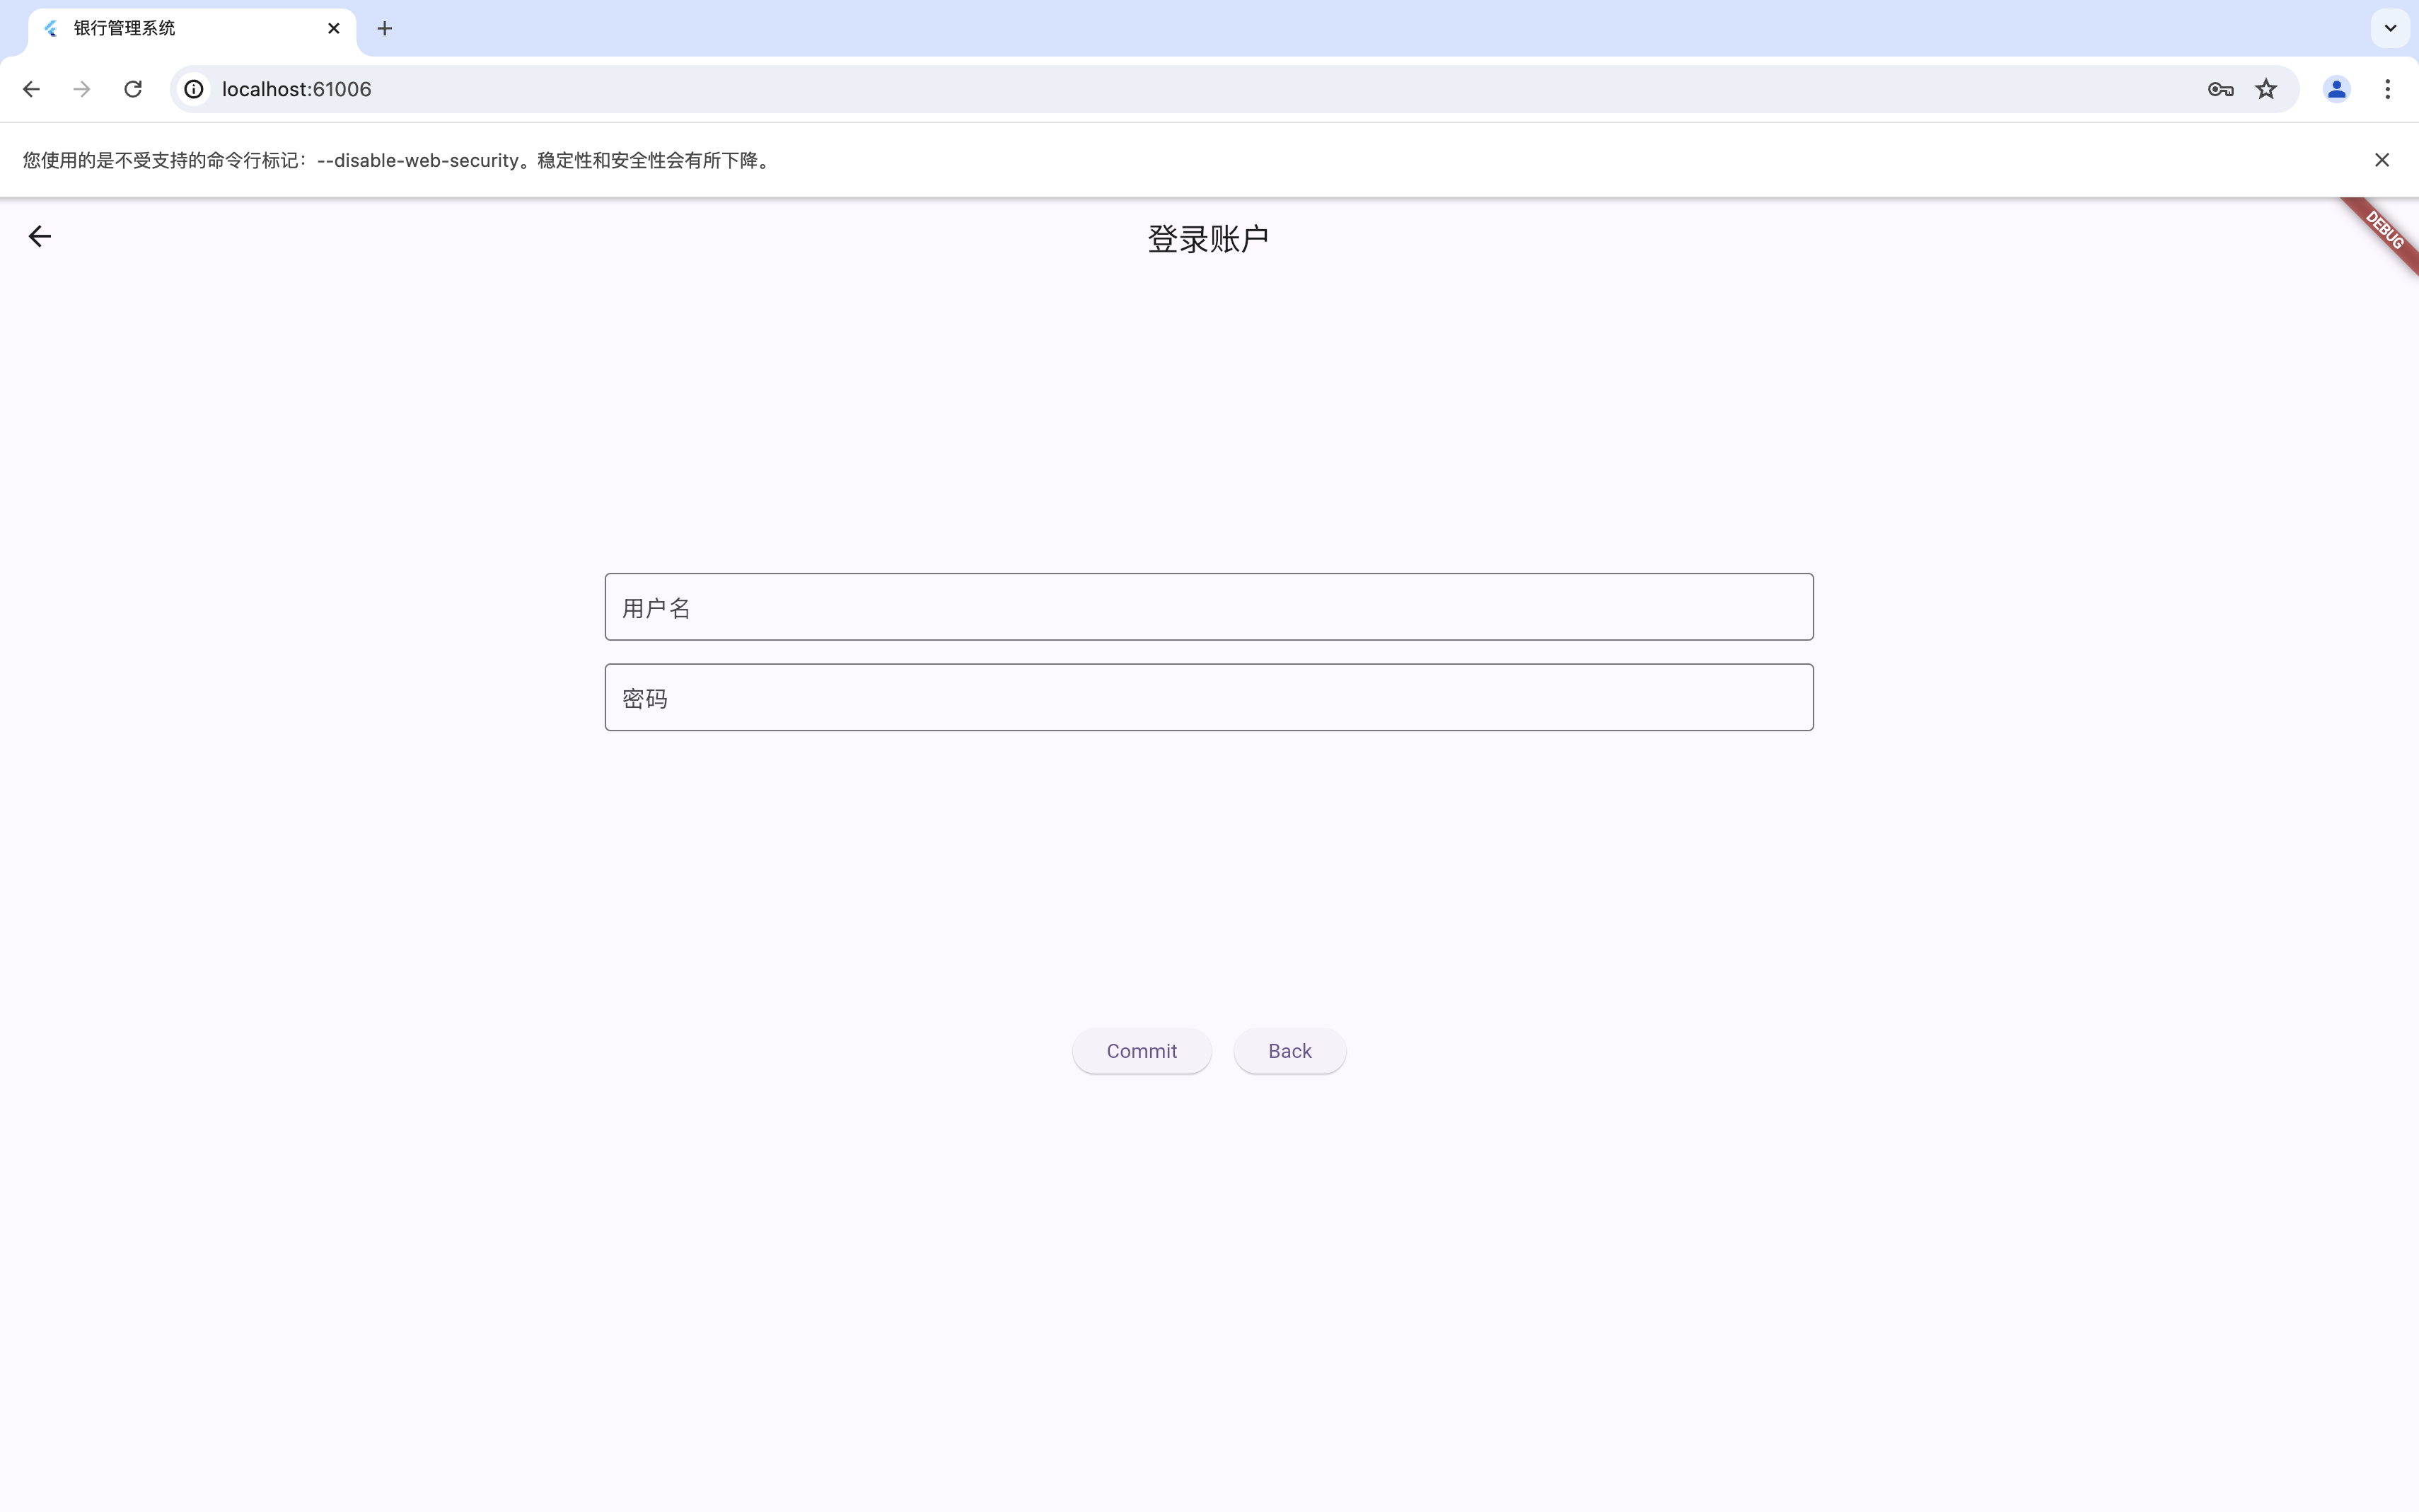 银行管理系统
localhost:61006
您使用的是不受支持的命令行标记：--disable-web-security。稳定性和安全性会有所下降。
登录账户
DEBUG
用户名
密码
Commit Back